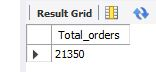 Result Grid
Total_orders
21350